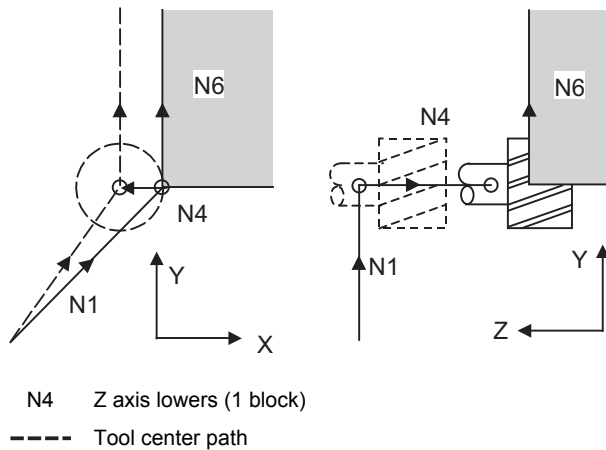 N6
N4
N1
Y
X
N6
N4
N1
Y
Z
N4 Z axis lowers (1 block)
Tool center path